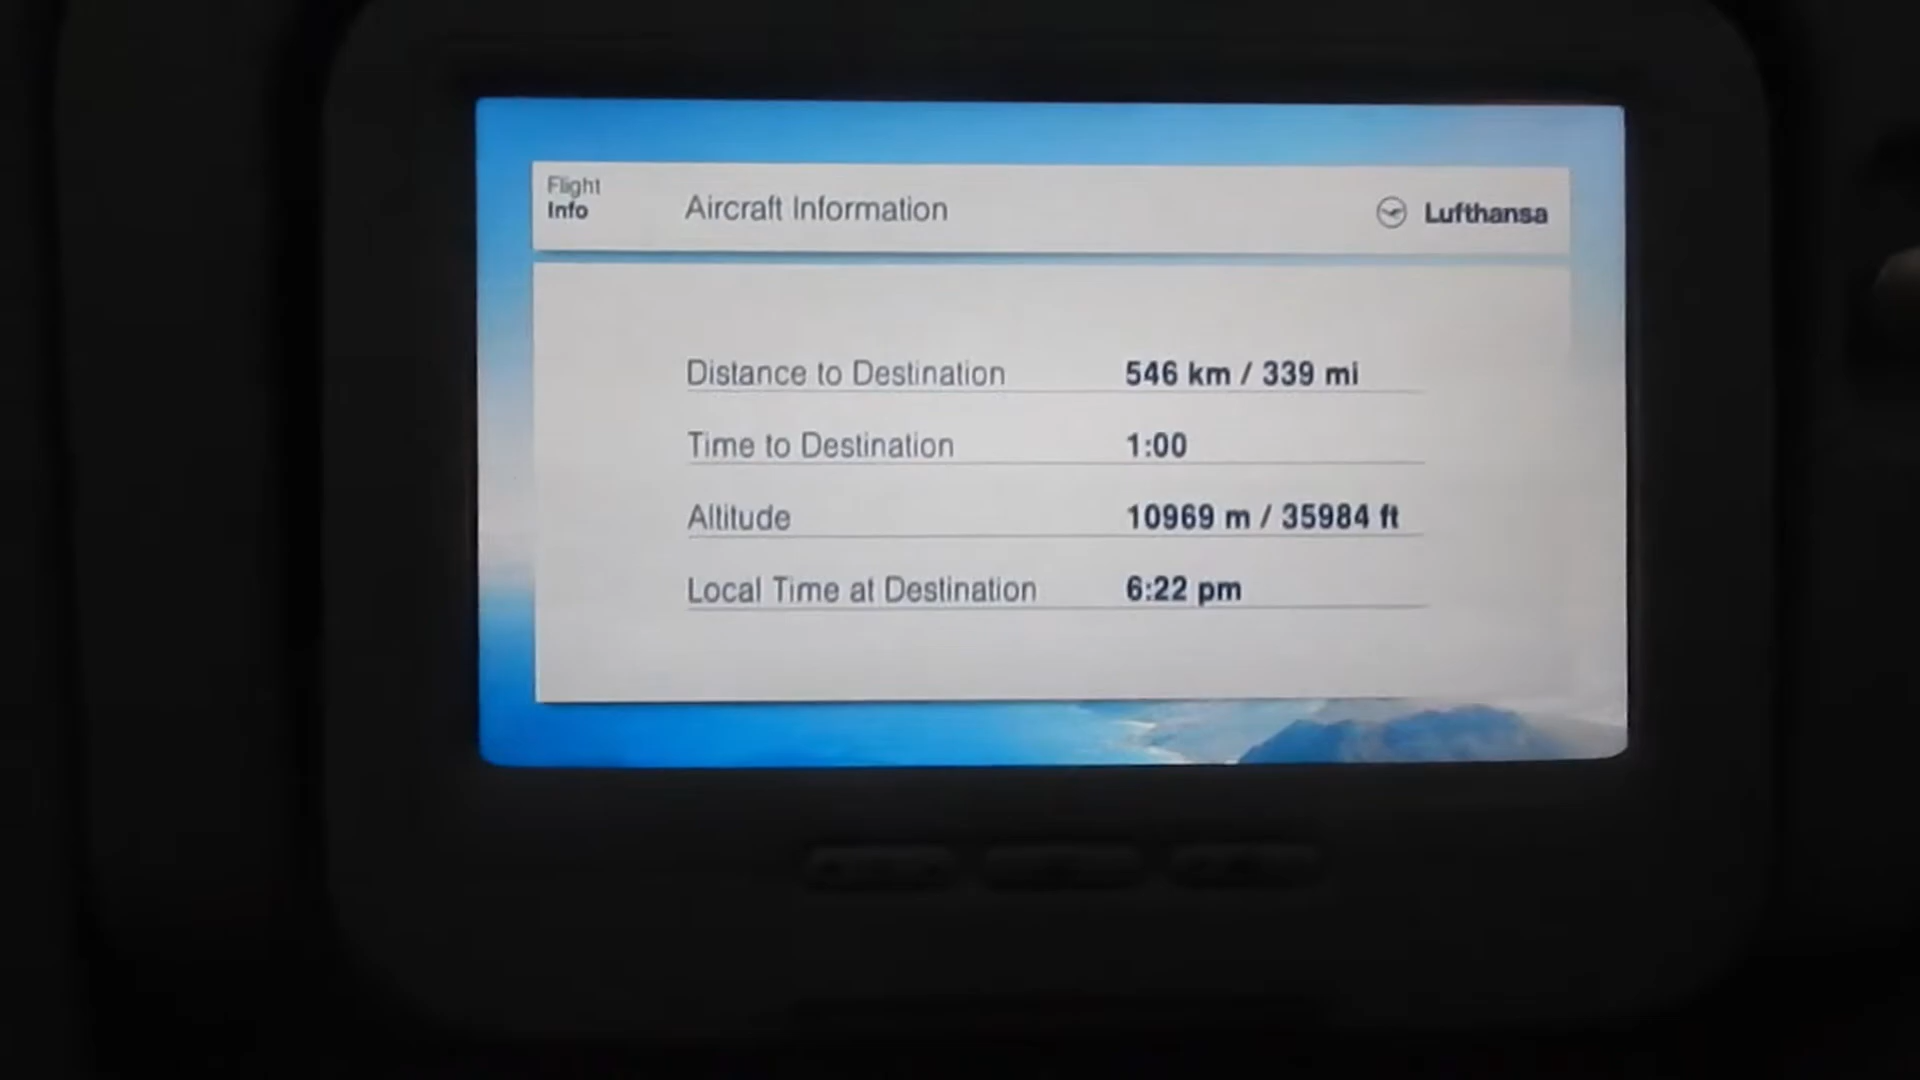 Flight
Info
Aircraft Information
Lufthansa
Distance to Destination 546 km / 339 mi
Time to Destination 1:00
Altitude 10969 m / 35984 ft
Local Time at Destination 6:22 pm